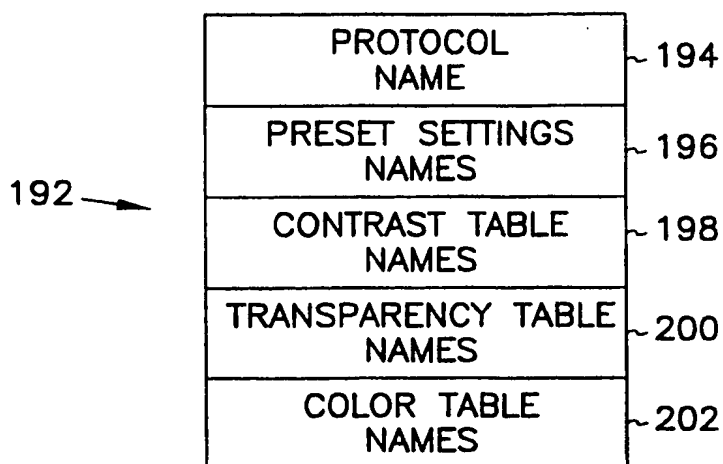 PROTOCOL
NAME
194
PRESET SETTINGS
NAMES
196
192
CONTRAST TABLE
NAMES
198
TRANSPARENCY TABLE
NAMES
200
COLOR TABLE
NAMES
202